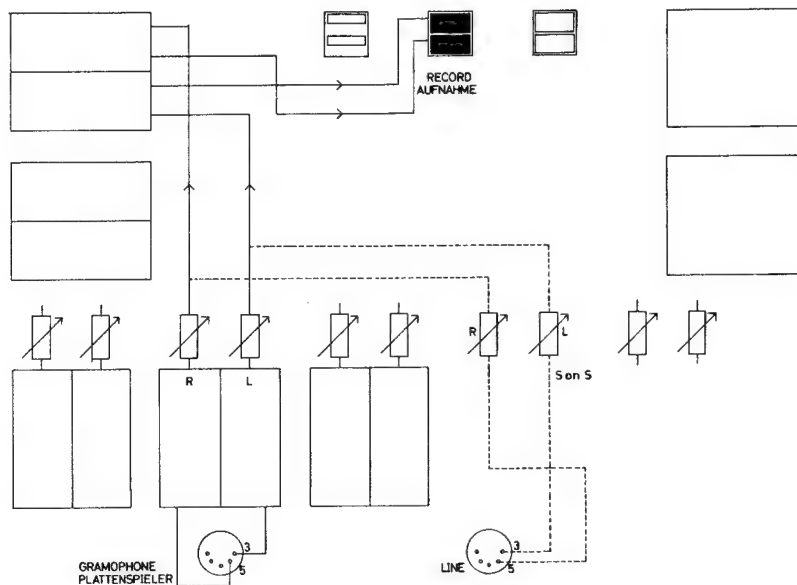 RECORD
AUFNAHME
R
L
S on S
R
L
3
5
GRAMOPHONE
PLATTENSPIELER
3
5
LINE